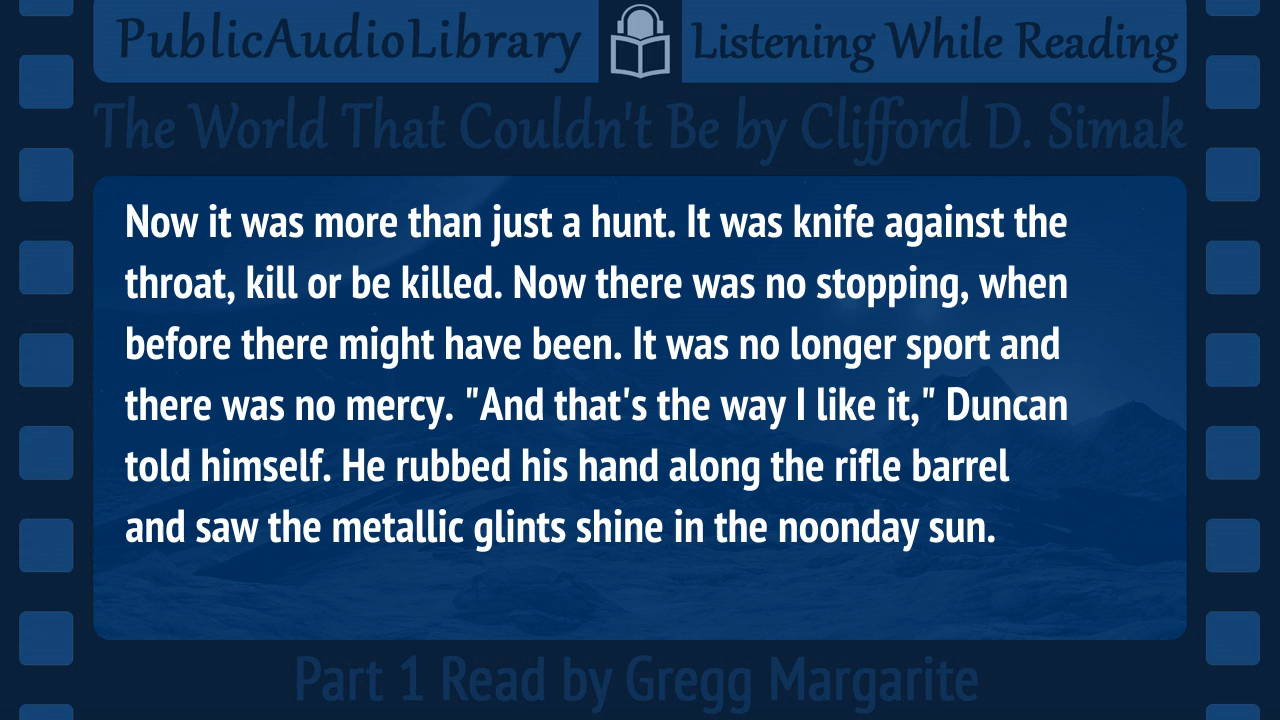 PublicAudioLibrary Listening While Reading
The World That Couldn't Be by Clifford D. Simak
Now it was more than just a hunt. It was knife against the
throat, kill or be killed. Now there was no stopping, when
before there might have been. It was no longer sport and
there was no mercy. "And that's the way I like it," Duncan
told himself. He rubbed his hand along the rifle barrel
and saw the metallic glints shine in the noonday sun.
Part 1 Read by Gregg Margarite